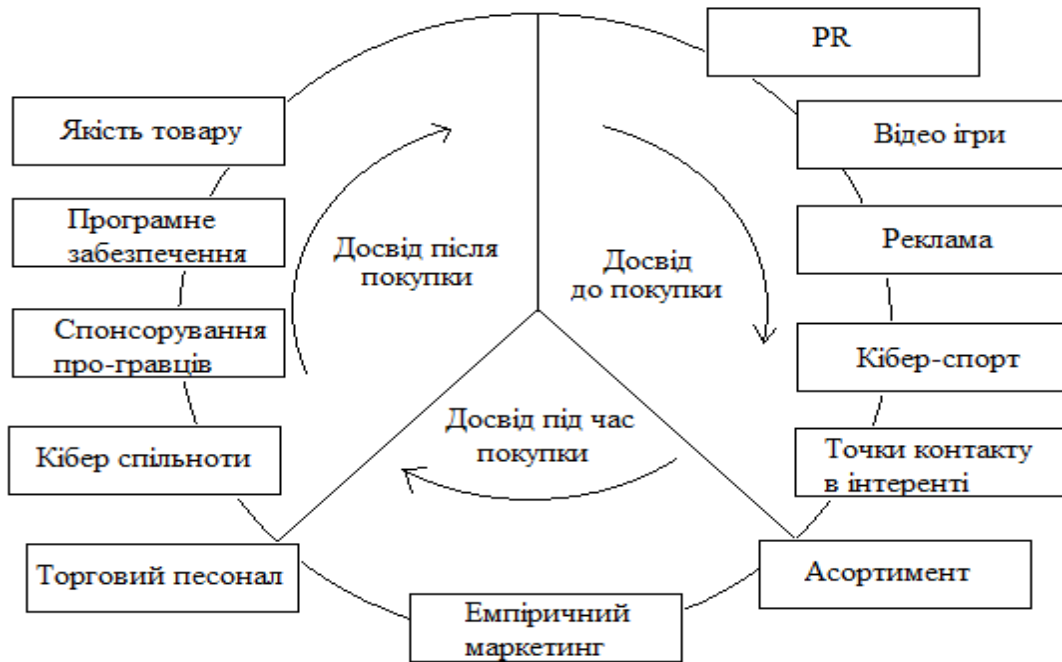 PR
Якість товару
Відео ігри
Програмне
забезпечення
Реклама
Досвід після
покупки
Досвід
до покупки
Спонсорування
про-гравців
Кібер-спорт
Досвід під час
покупки
Кібер спільноти
Точки контакту
в інтеренті
Торговий песонал
Асортимент
Емпіричний
маркетинг